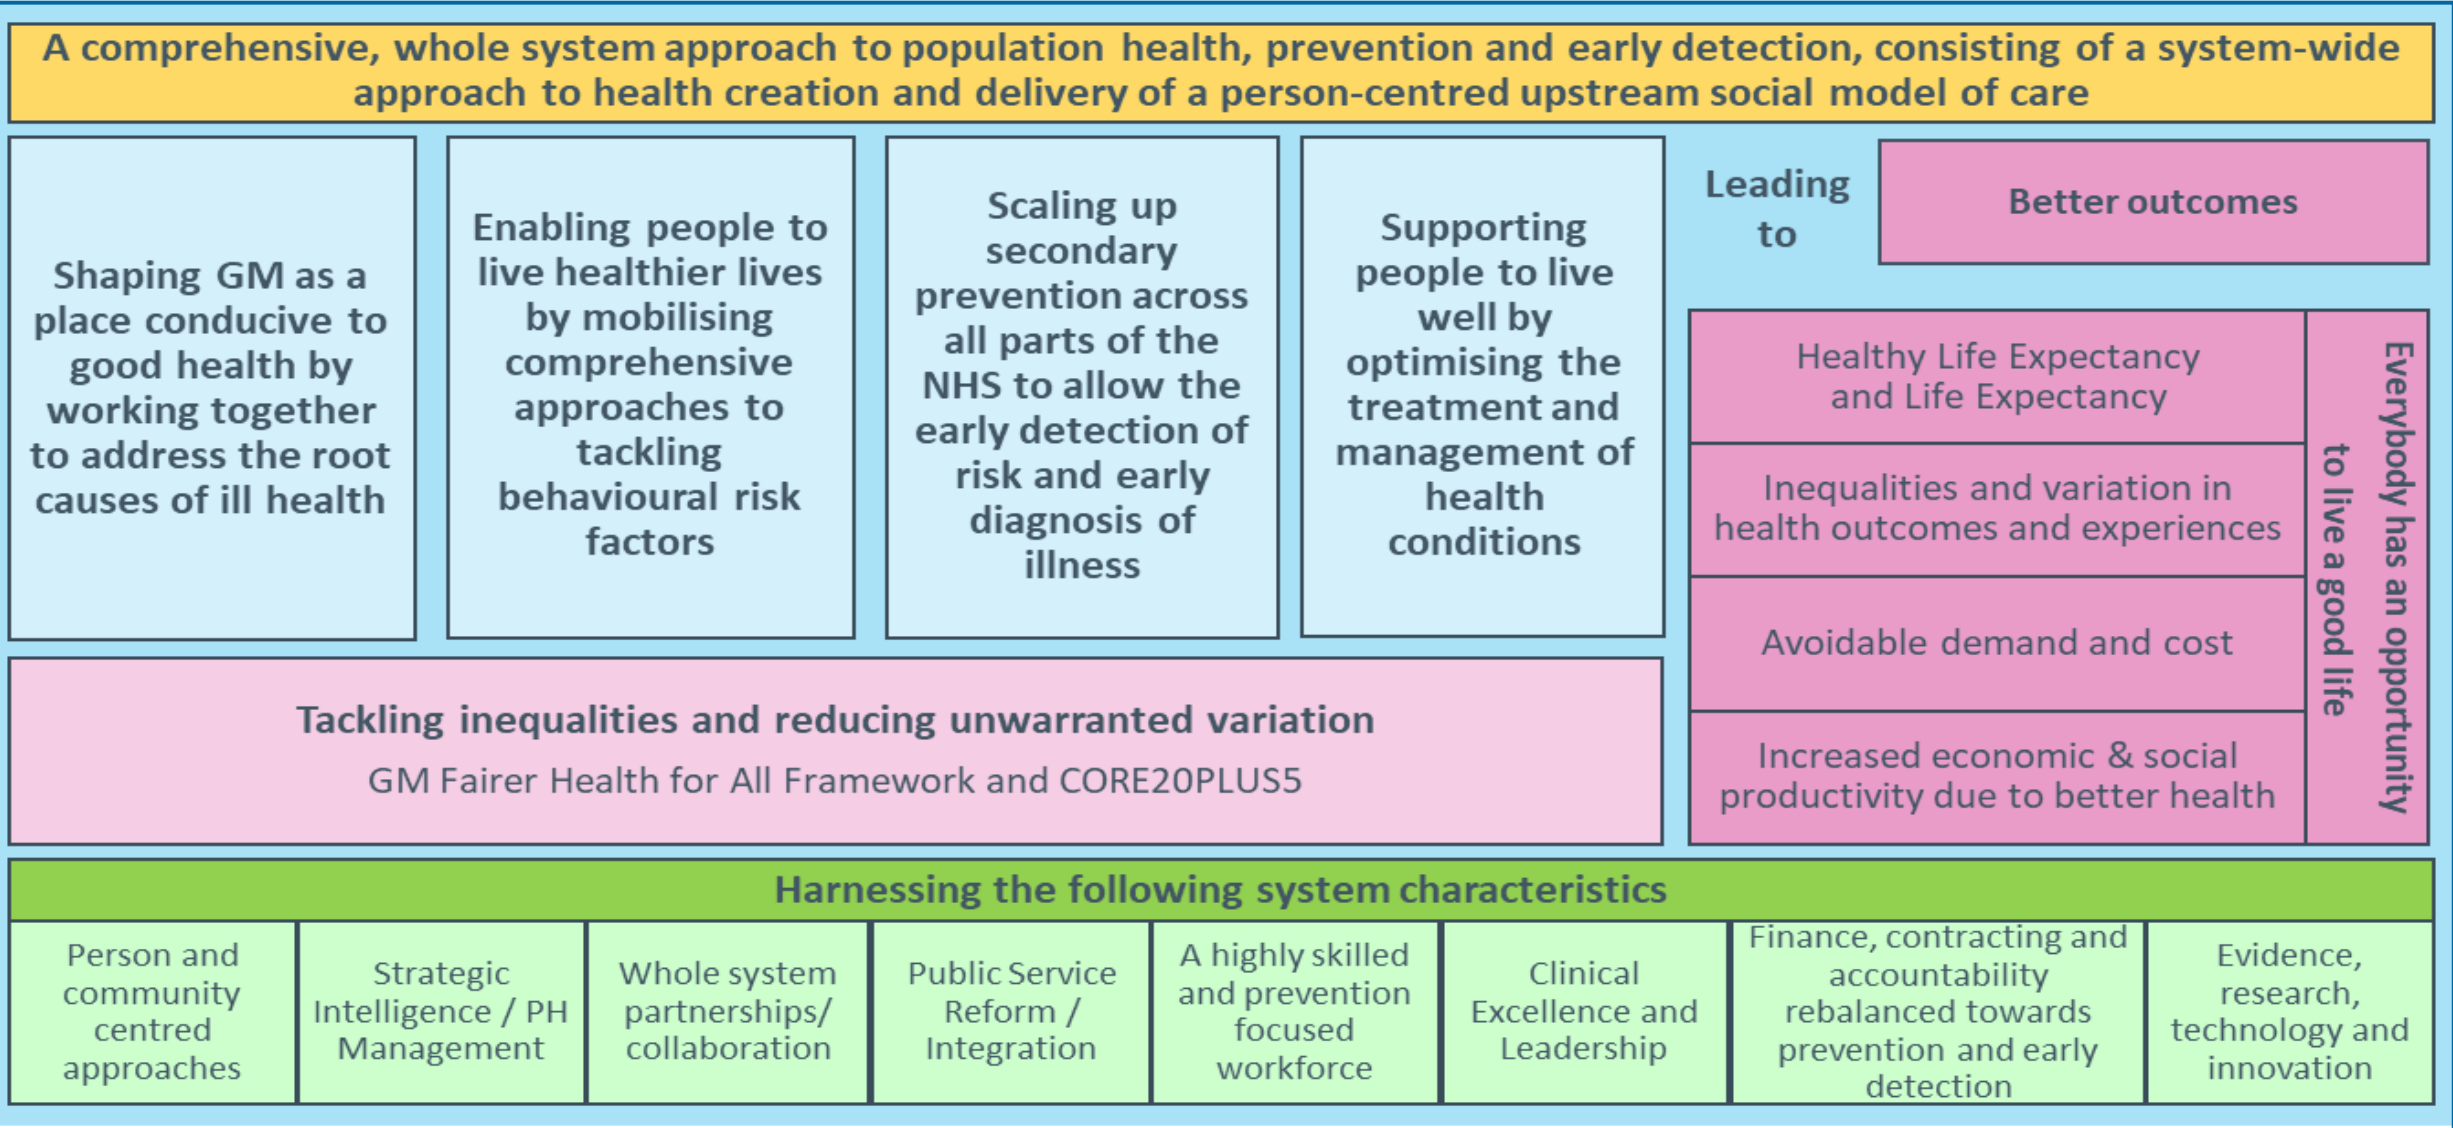 A comprehensive, whole system approach to population health, prevention and early detection, consisting of a system-wide
approach to health creation and delivery of a person-centred upstream social model of care
Shaping GM as a
place conducive to
good health by
working together
to address the root
causes of ill health
Enabling people to
live healthier lives
by mobilising
comprehensive
approaches to
tackling
behavioural risk
factors
Scaling up
secondary
prevention across
all parts of the
NHS to allow the
early detection of
risk and early
diagnosis of
illness
Supporting
people to live
well by
optimising the
treatment and
management of
health
conditions
Leading
to
Better outcomes
Healthy Life Expectancy
and Life Expectancy
Inequalities and variation in
health outcomes and experiences
Avoidable demand and cost
Increased economic & social
productivity due to better health
Everybody has an opportunity
to live a good life
Tackling inequalities and reducing unwarranted variation
GM Fairer Health for All Framework and CORE20PLUS5
Harnessing the following system characteristics
Person and
community
centred
approaches
Strategic
Intelligence / PH
Management
Whole system
partnerships/
collaboration
Public Service
Reform /
Integration
A highly skilled
and prevention
focused
workforce
Clinical
Excellence and
Leadership
Finance, contracting and
accountability
rebalanced towards
prevention and early
detection
Evidence,
research,
technology and
innovation